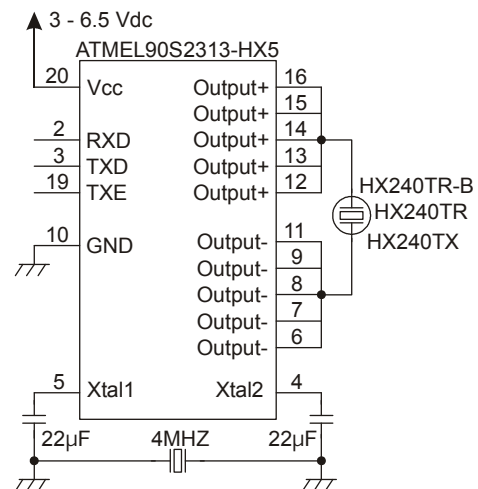 3 - 6.5 Vdc
ATMEL90S2313-HX5
20 Vcc Output+ 16
Output+ 15
2 RXD Output+ 14
3 TXD Output+ 13
19 TXE Output+ 12
HX240TR-B
HX240TR
HX240TX
10 GND Output- 11
Output- 9
Output- 8
Output- 7
Output- 6
5 Xtal1 Xtal2 4
22µF 4MHZ 22µF